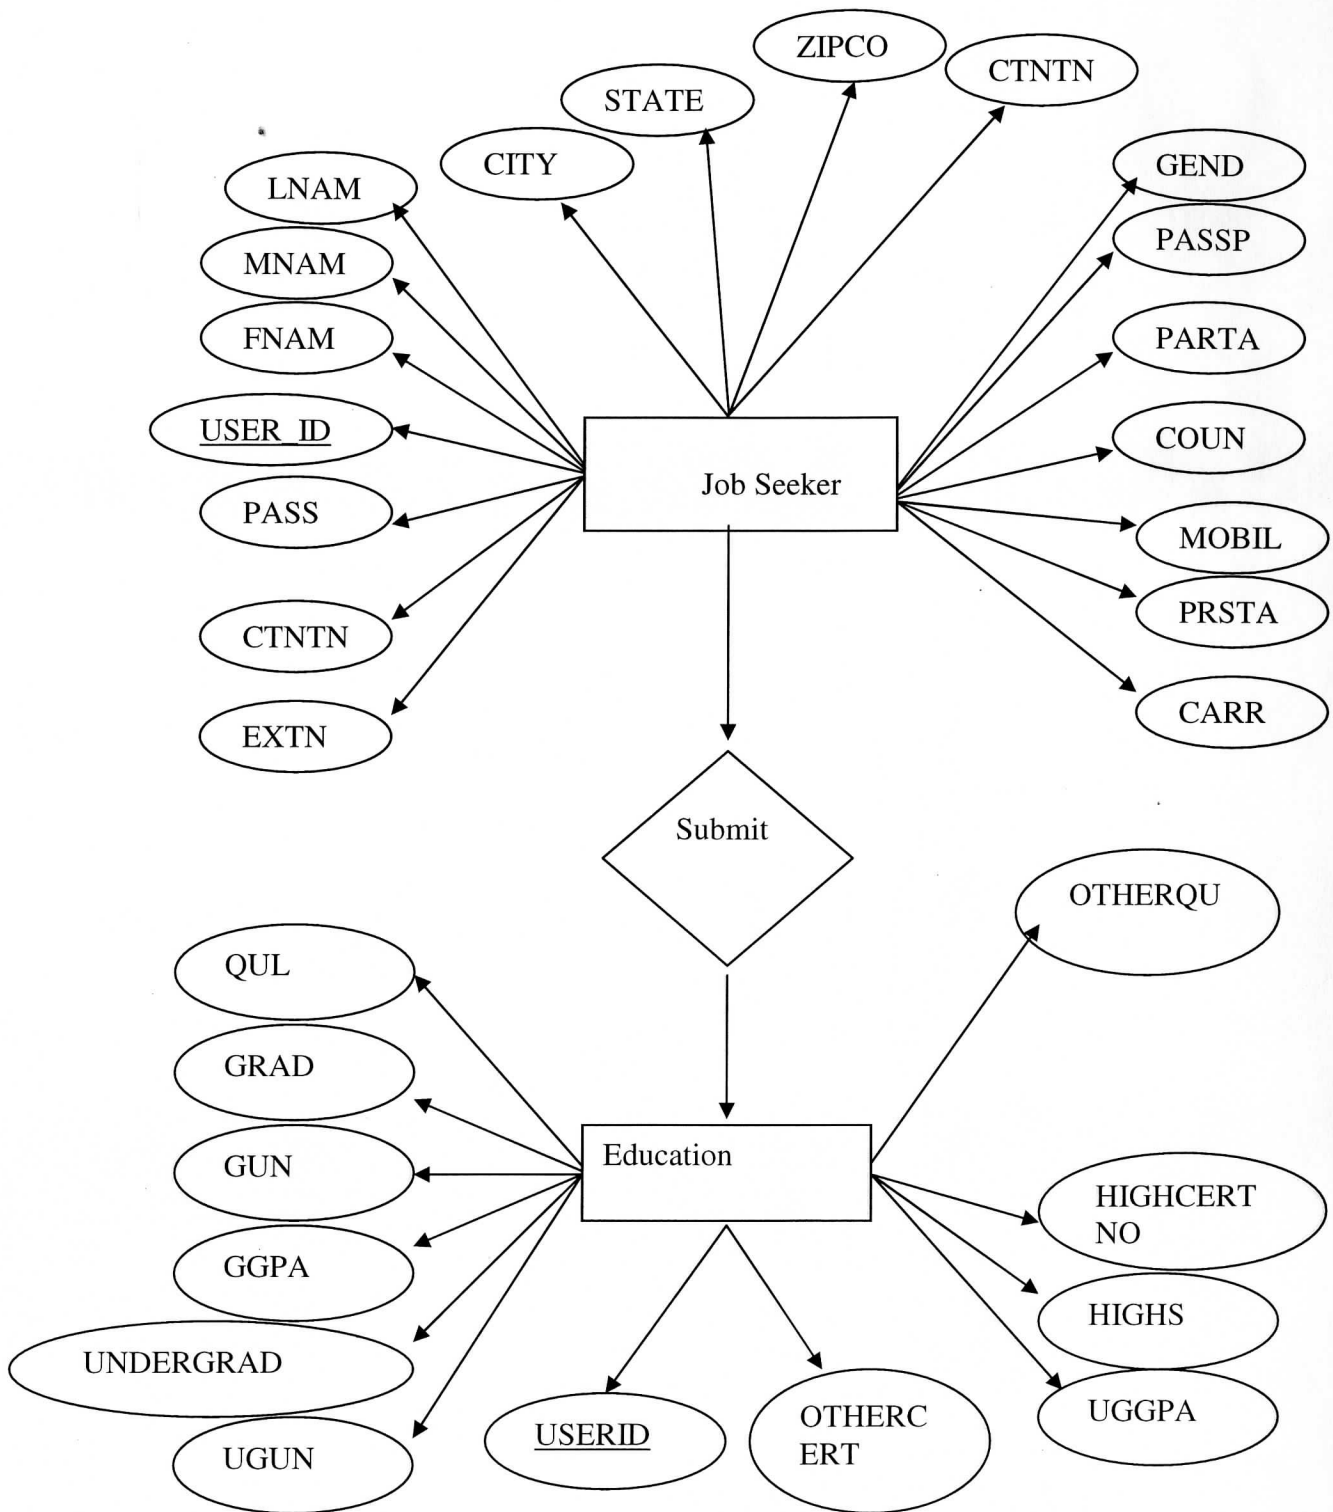 ZIPCO
CTNTN
STATE
CITY
GEND
LNAM
PASSP
MNAM
FNAM
PARTA
USER_ID
COUN
Job Seeker
PASS
MOBIL
PRSTA
CTNTN
CARR
EXTN
Submit
OTHERQU
QUL
GRAD
Education
GUN
HIGHCERT
NO
GGPA
HIGHS
UNDERGRAD
UGGPA
OTHERC
ERT
USERID
UGUN